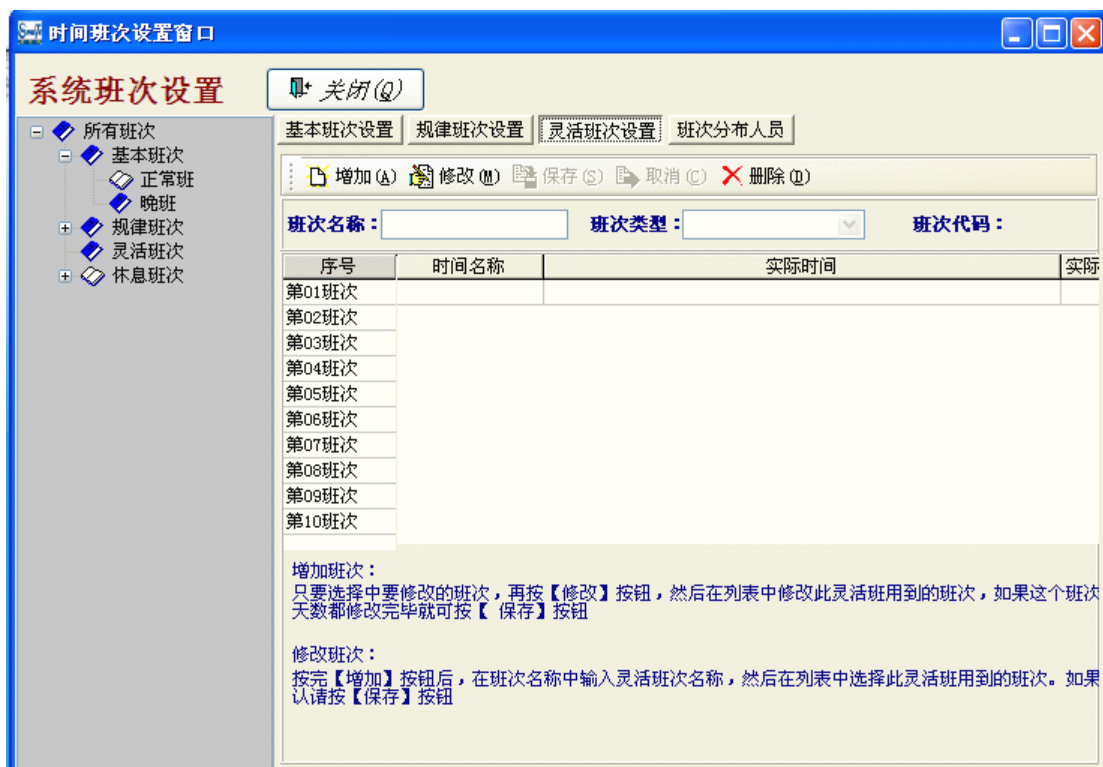 时间班次设置窗口
系统班次设置
关闭(Q)
所有班次
基本班次
正常班
晚班
规律班次
灵活班次
休息班次
基本班次设置 规律班次设置 灵活班次设置 班次分布人员
增加(A) 修改(M) 保存(S) 取消(C) 删除(D)
班次名称： 班次类型： 班次代码：
序号 时间名称 实际时间 实际
第01班次
第02班次
第03班次
第04班次
第05班次
第06班次
第07班次
第08班次
第09班次
第10班次
增加班次：
只要选择中要修改的班次，再按【修改】按钮，然后在列表中修改此灵活班用到的班次，如果这个班次
天数都修改完毕就可按【 保存】按钮
修改班次：
按完【增加】按钮后，在班次名称中输入灵活班次名称，然后在列表中选择此灵活班用到的班次。如果
认请按【保存】按钮